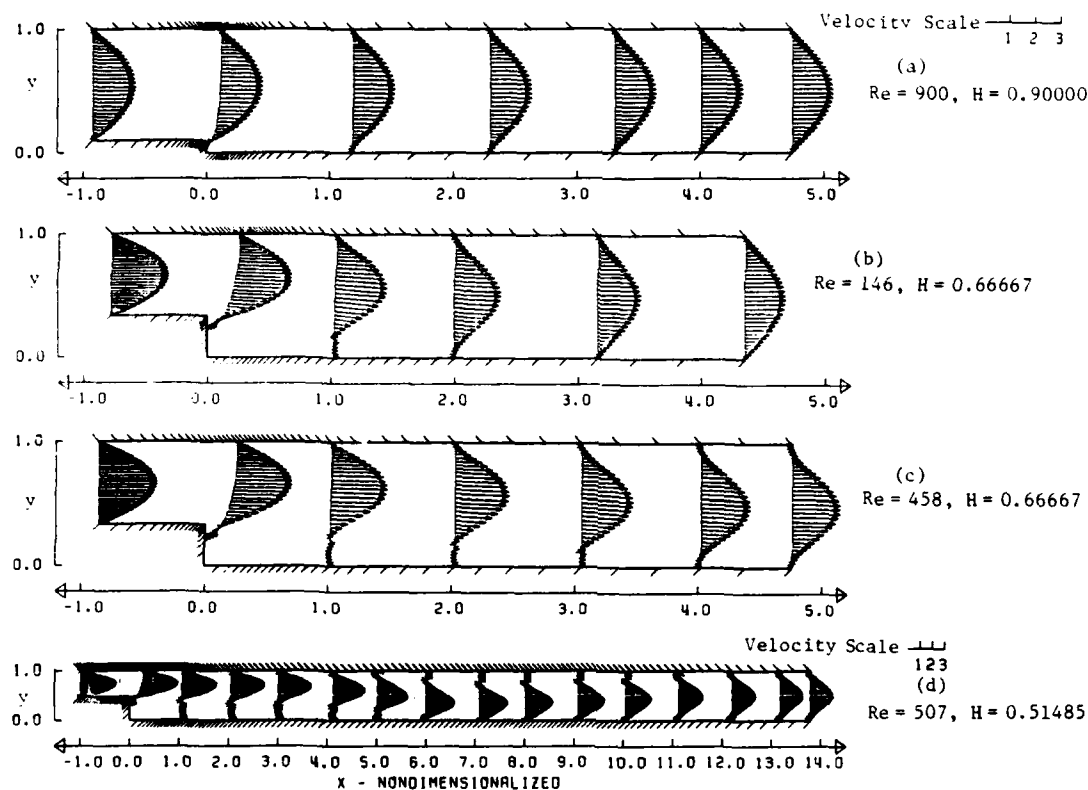 Velocity Scale
1 2 3
1.0
(a)
y
Re = 900, H = 0.90000
0.0
-1.0 0.0 1.0 2.0 3.0 4.0 5.0
1.0
(b)
y
Re = 146, H = 0.66667
0.0
-1.0 0.0 1.0 2.0 3.0 4.0 5.0
1.0
(c)
y
Re = 458, H = 0.66667
0.0
-1.0 0.0 1.0 2.0 3.0 4.0 5.0
Velocity Scale
123
1.0
(d)
y
0.0
Re = 507, H = 0.51485
-1.0 0.0 1.0 2.0 3.0 4.0 5.0 6.0 7.0 8.0 9.0 10.0 11.0 12.0 13.0 14.0
X - NONDIMENSIONALIZED